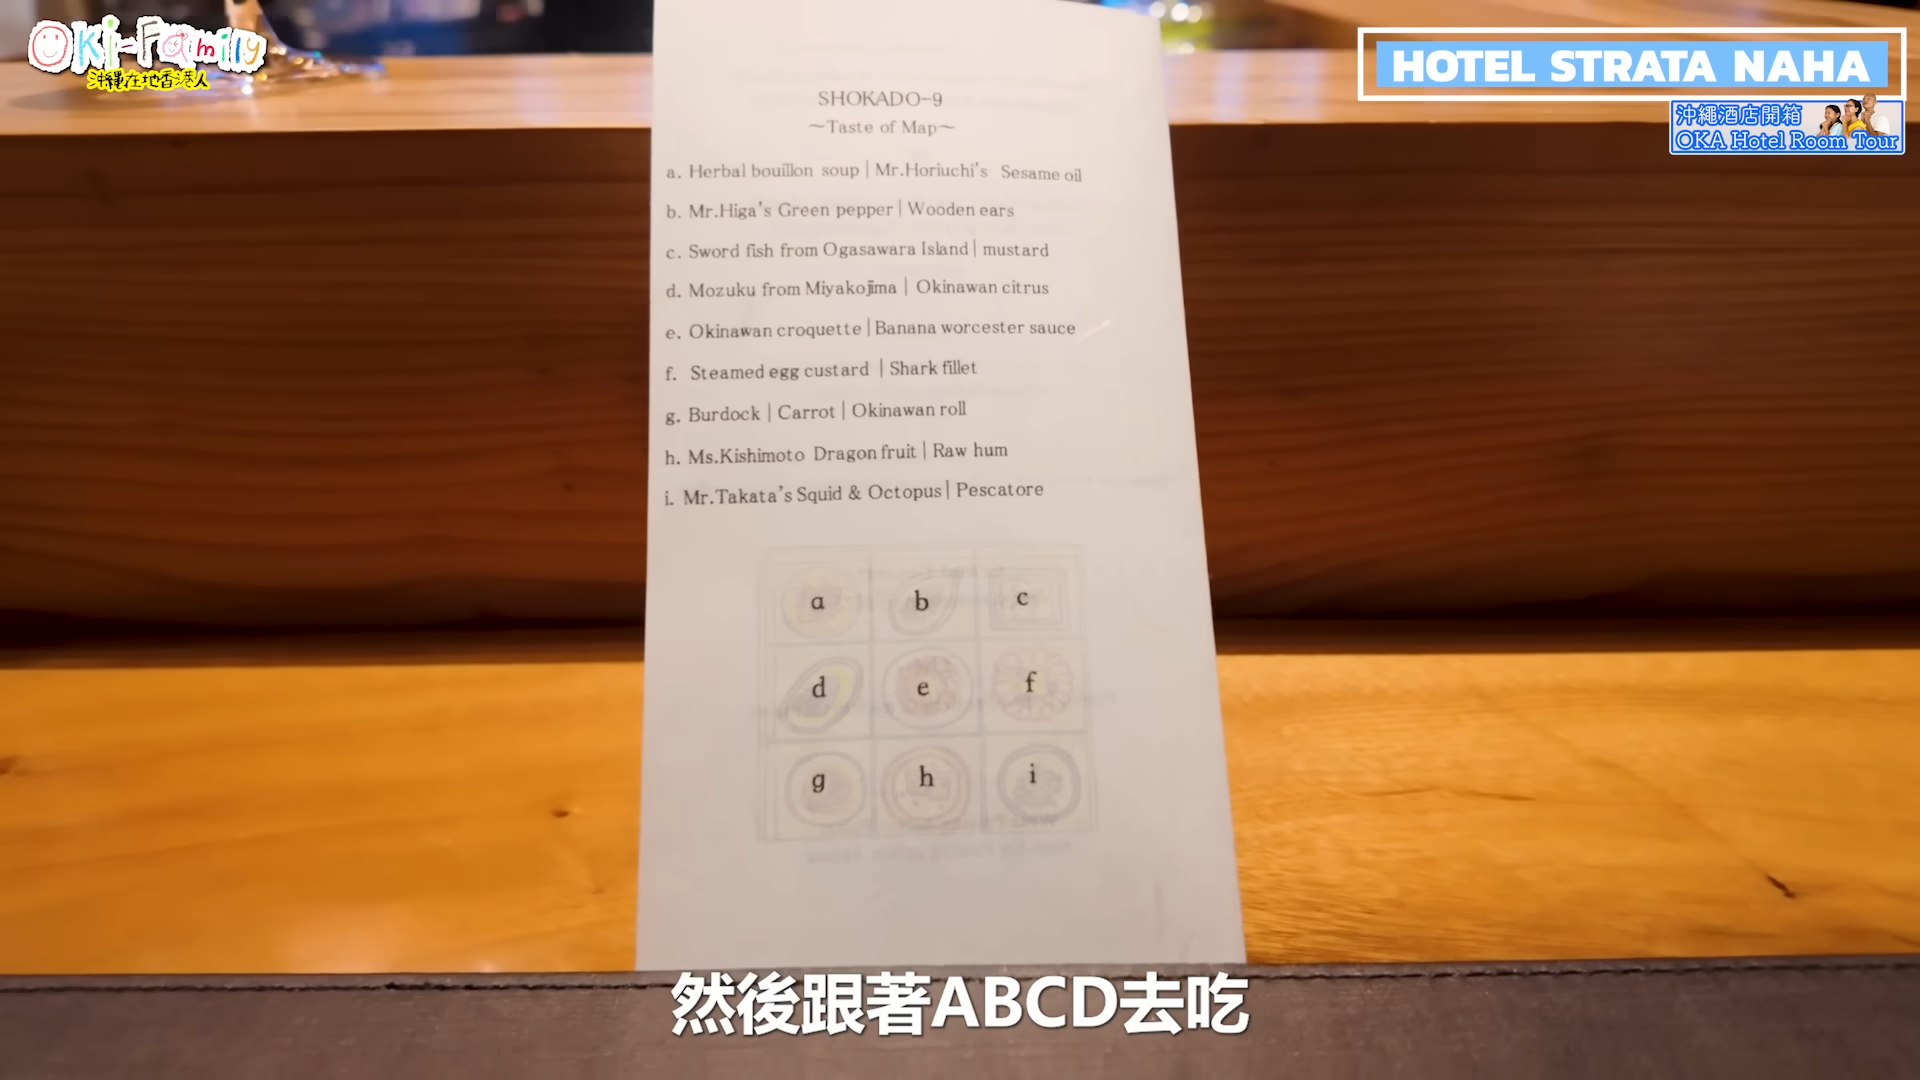 Oki-Family
沖繩在地香港人
HOTEL STRATA NAHA
沖繩酒店開箱
OKA Hotel Room Tour
SHOKADO-9
～Taste of Map～
a. Herbal bouillon soup | Mr.Horiuchi's Sesame oil
b. Mr.Higa's Green pepper | Wooden ears
c. Sword fish from Ogasawara Island | mustard
d. Mozuku from Miyakojima | Okinawan citrus
e. Okinawan croquette | Banana worcester sauce
f. Steamed egg custard | Shark fillet
g. Burdock | Carrot | Okinawan roll
h. Ms.Kishimoto Dragon fruit | Raw hum
i. Mr.Takata's Squid & Octopus | Pescatore
a b c
d e f
g h i
然後跟著ABCD去吃